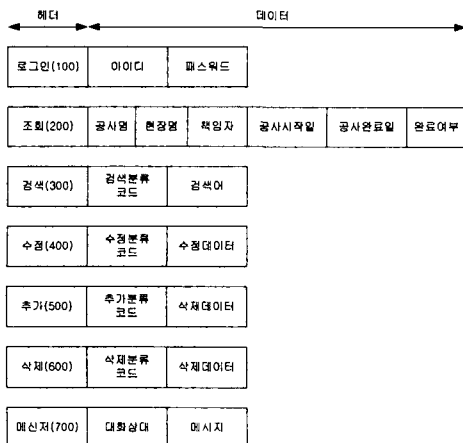 헤더 데이터
로그인(100) 아이디 패스워드
조회(200) 공사명 현장명 책임자 공사시작일 공사완료일 완료여부
검색(300) 검색분류 코드 검색어
수정(400) 수정분류 코드 수정데이터
추가(500) 추가분류 코드 삭제데이터
삭제(600) 삭제분류 코드 삭제데이터
메신저(700) 대화상대 메시지